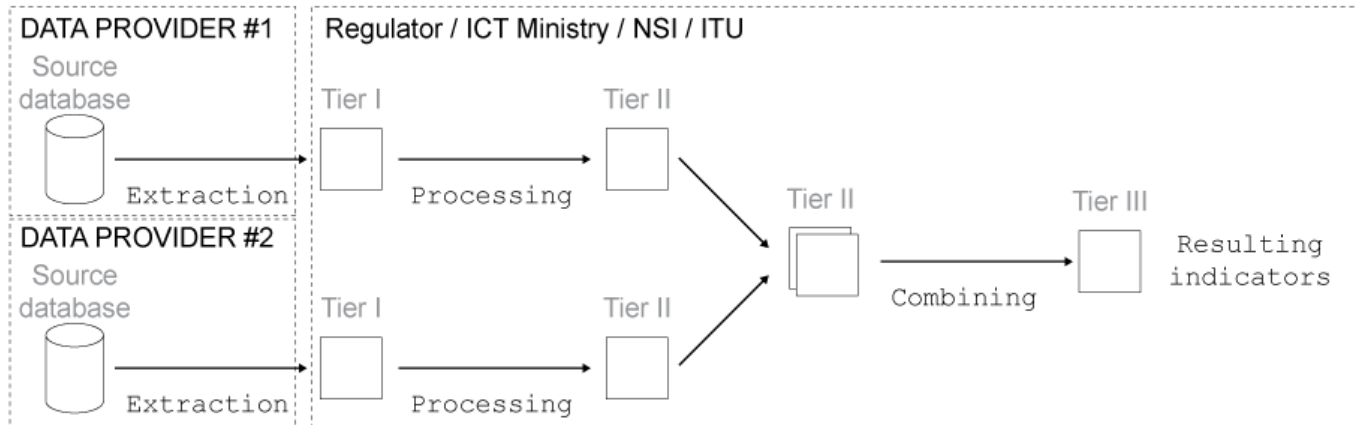 DATA PROVIDER #1
Source
database
Extraction
DATA PROVIDER #2
Source
database
Extraction
Regulator / ICT Ministry / NSI / ITU
Tier I
Processing
Tier II
Tier I
Processing
Tier II
Tier II
Combining
Tier III
Resulting
indicators